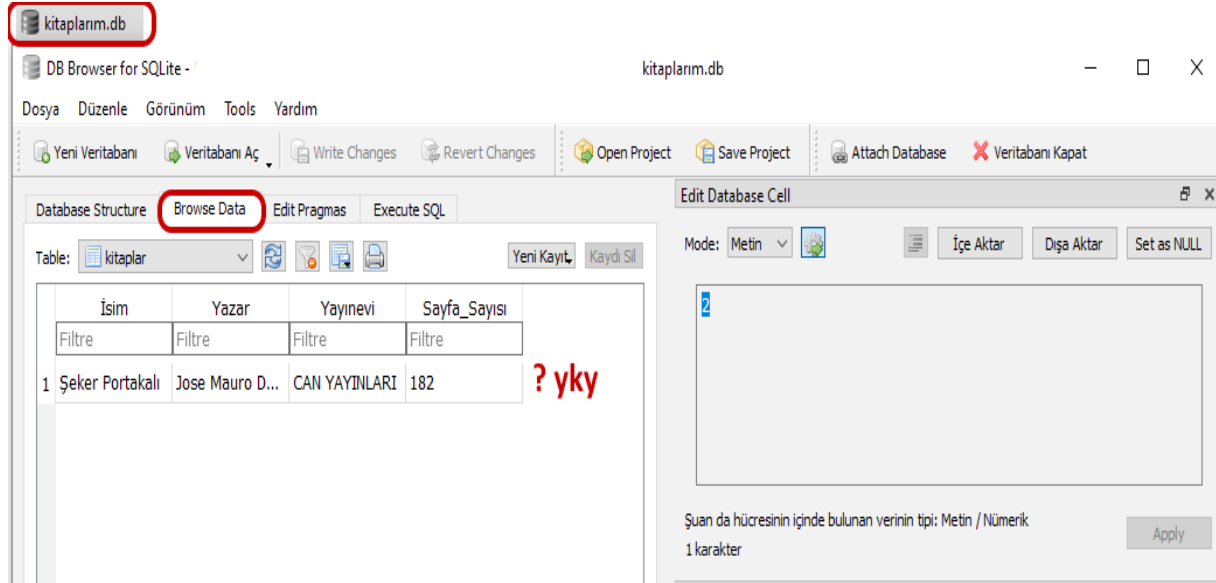 kitaplarım.db
DB Browser for SQLite -
kitaplarım.db
Dosya Düzenle Görünüm Tools Yardım
Yeni Veritabanı Veritabanı Aç Write Changes Revert Changes Open Project Save Project Attach Database Veritabanı Kapat
Database Structure Browse Data Edit Pragmas Execute SQL
Table: kitaplar Yeni Kayıt Kaydı Sil
İsim Yazar Yayınevi Sayfa_Sayısı
Filtre Filtre Filtre Filtre
1 Şeker Portakalı Jose Mauro D... CAN YAYINLARI 182 ? yky
Edit Database Cell
Mode: Metin İçe Aktar Dışa Aktar Set as NULL
2
Şuan da hücresinin içinde bulunan verinin tipi: Metin / Nümerik
1 karakter
Apply